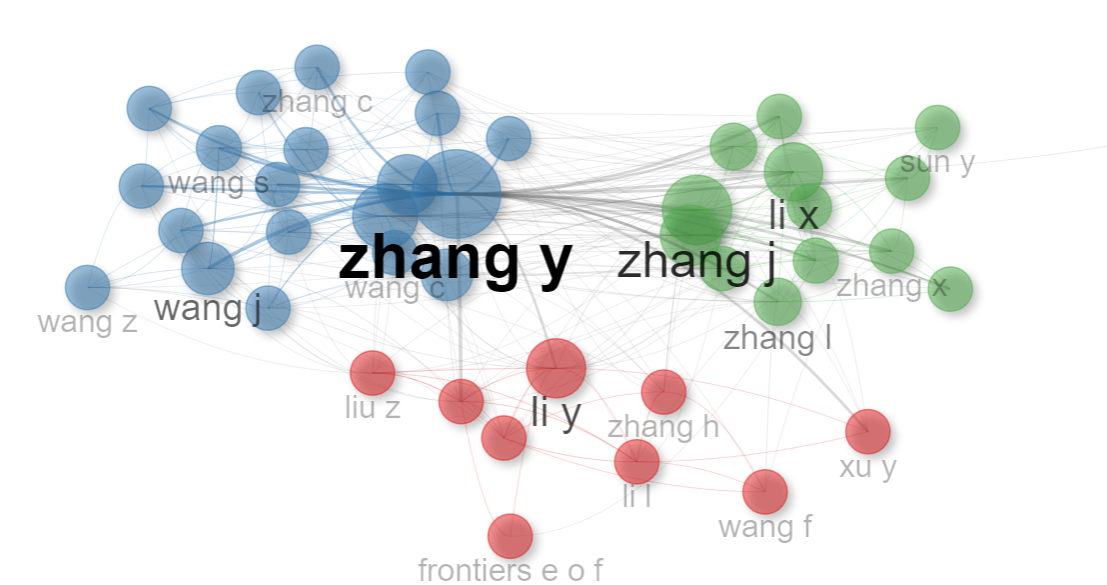 zhang c
sun y
wang s
li x
zhang y
zhang j
wang c
zhang x
wang j
wang z
zhang l
liu z
li y
zhang h
xu y
li l
wang f
frontiers e o f